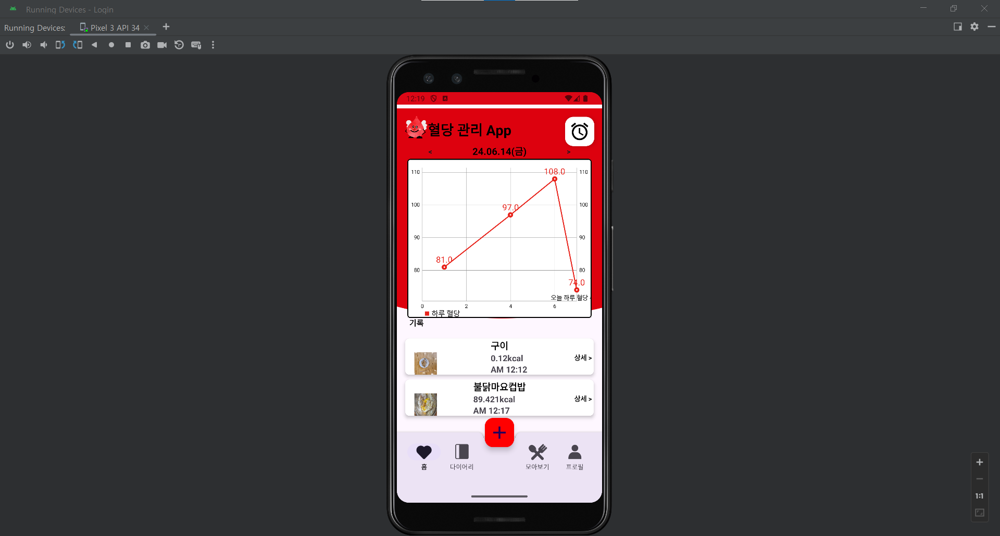 Running Devices - Login
Running Devices:
Pixel 3 API 34
12:19
혈당 관리 App
<
24.06.14(금)
>
108.0
110
110
100
100
97.0
90
90
81.0
80
80
74.0
오늘 하루 혈당
0
2
4
6
하루 혈당
기록
구이
0.12kcal
상세 >
AM 12:12
불닭마요컵밥
89.421kcal
상세 >
AM 12:17
홈
다이어리
모아보기
프로필
1:1